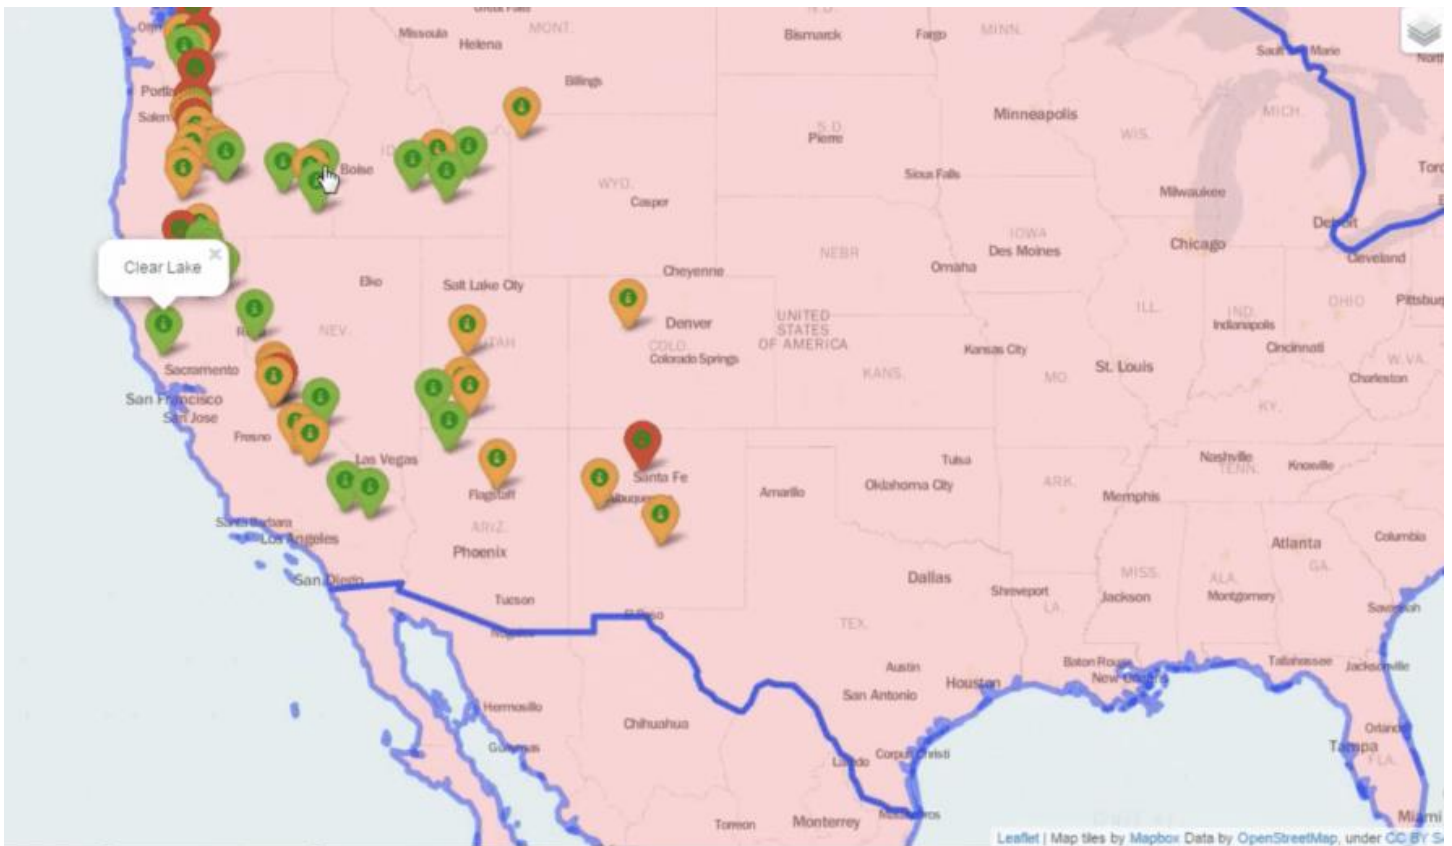 Missoula
Helena
MONT.
Bismarck
Fargo
MINN.
Billings
Salem
Minneapolis
MICH.
S.D.
Pierre
WIS.
Boise
WYO.
Casper
Sioux Falls
Milwaukee
Detroit
IOWA
Des Moines
Chicago
NEBR
Clear Lake
×
Omaha
Cleveland
Cheyenne
Elko
Salt Lake City
ILL.
IND.
OHIO
Indianapolis
NEV.
UTAH
Denver
UNITED
STATES
OF AMERICA
COLO.
Colorado Springs
Kansas City
Cincinnati
W.VA.
Sacramento
KANS.
MO.
St. Louis
Charleston
San Francisco
San Jose
KY.
Fresno
Las Vegas
Nashville
TENN.
Knoxville
Tulsa
Santa Fe
Flagstaff
Amarillo
Oklahoma City
ARK.
Memphis
Santa Barbara
ARIZ.
Los Angeles
Phoenix
Atlanta
Columbia
GA.
San Diego
Dallas
MISS.
ALA.
Tucson
Shreveport
LA.
Jackson
Montgomery
Savannah
El Paso
TEX.
Austin
Baton Rouge
Tallahassee
Jacksonville
Houston
New Orleans
San Antonio
Hermosillo
Chihuahua
Guaymas
Corpus Christi
Laredo
Tampa
FLA.
Torreon
Monterrey
Miami
Leaflet | Map tiles by Mapbox Data by OpenStreetMap, under CC BY S